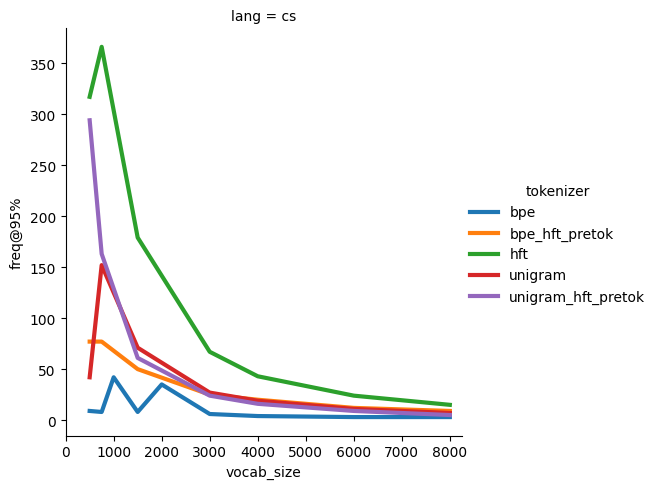 lang = cs
freq@95%
350
300
250
200
150
100
50
0
0 1000 2000 3000 4000 5000 6000 7000 8000
vocab_size
tokenizer
bpe
bpe_hft_pretok
hft
unigram
unigram_hft_pretok